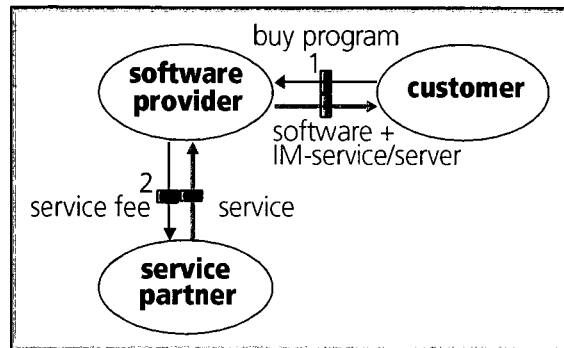 buy program
1
software
provider
customer
software +
IM-service/server
2
service fee
service
service
partner